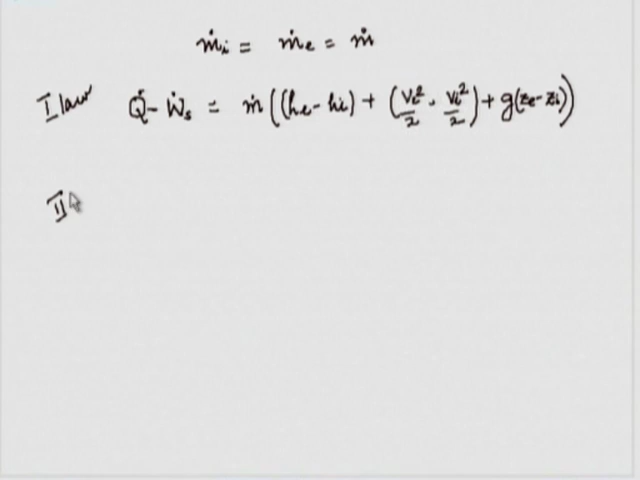 ṁi = ṁe = ṁ
I law Q̇ - Ẇs = ṁ((he - hi) + (Ve²/2 - Vi²/2) + g(ze - zi))
II